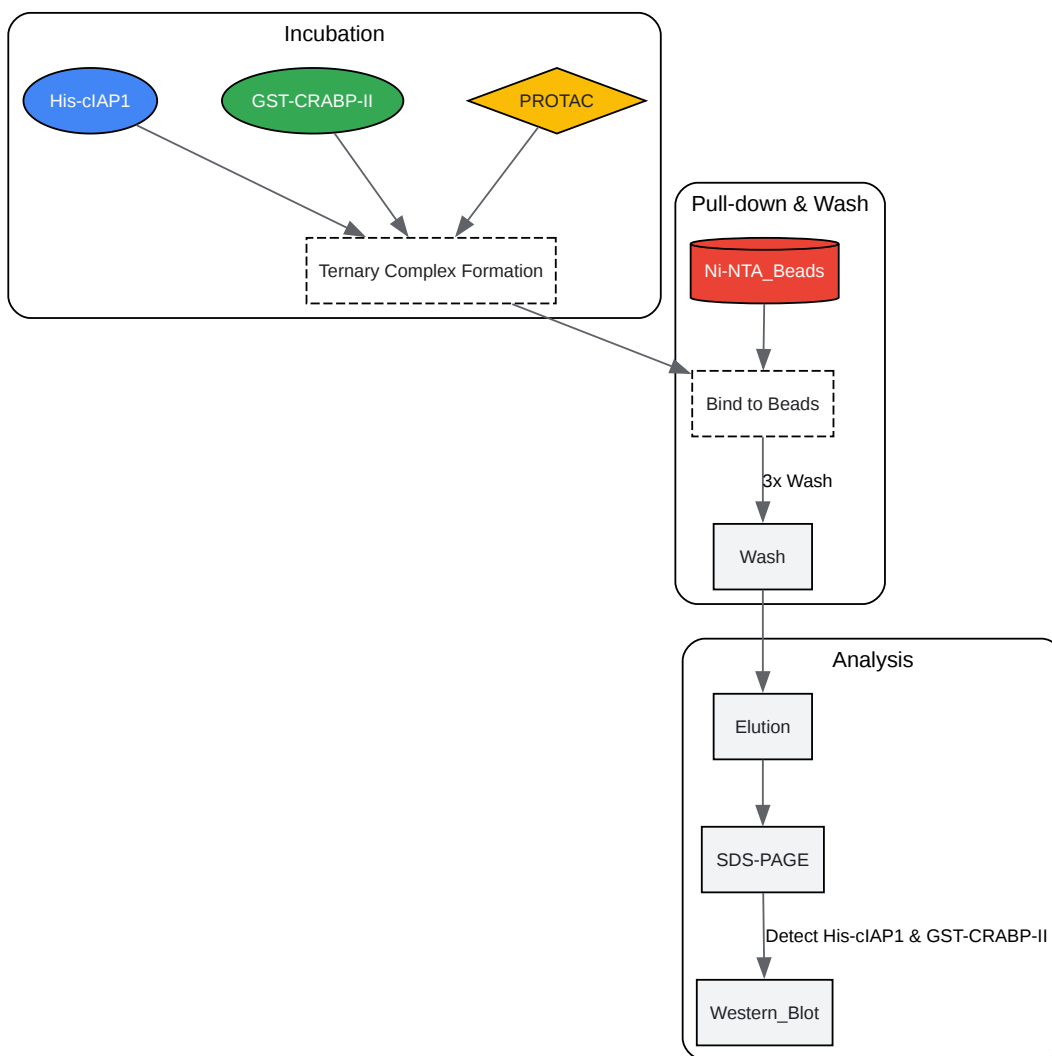 Incubation
His-cIAP1
GST-CRABP-II
PROTAC
Ternary Complex Formation
Pull-down & Wash
Ni-NTA_Beads
Bind to Beads
3x Wash
Wash
Analysis
Elution
SDS-PAGE
Detect His-cIAP1 & GST-CRABP-II
Western_Blot